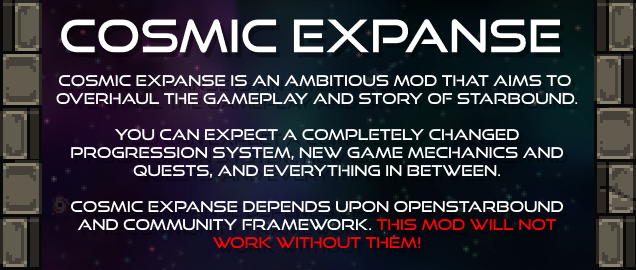 COSMIC EXPANSE
COSMIC EXPANSE IS AN AMBITIOUS MOD THAT AIMS TO
OVERHAUL THE GAMEPLAY AND STORY OF STARBOUND.
YOU CAN EXPECT A COMPLETELY CHANGED
PROGRESSION SYSTEM, NEW GAME MECHANICS AND
QUESTS, AND EVERYTHING IN BETWEEN.
COSMIC EXPANSE DEPENDS UPON OPENSTARBOUND
AND COMMUNITY FRAMEWORK. THIS MOD WILL NOT
WORK WITHOUT THEM!